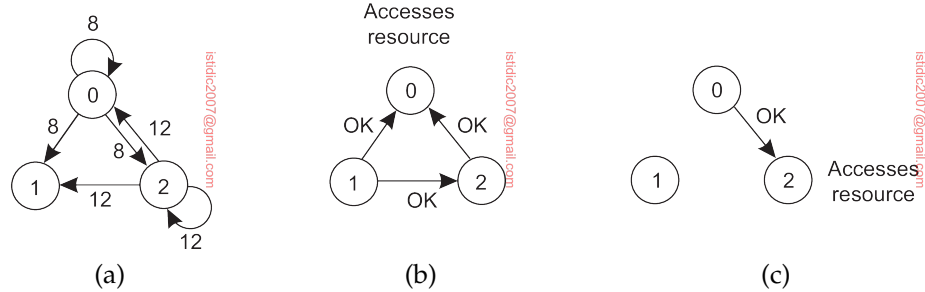 8
0
8
8
12
1
12
2
12
istidic2007@gmail.com
(a)
Accesses
resource
0
OK
OK
1
2
OK
istidic2007@gmail.com
(b)
0
OK
1
2
Accesses
resource
istidic2007@gmail.com
(c)